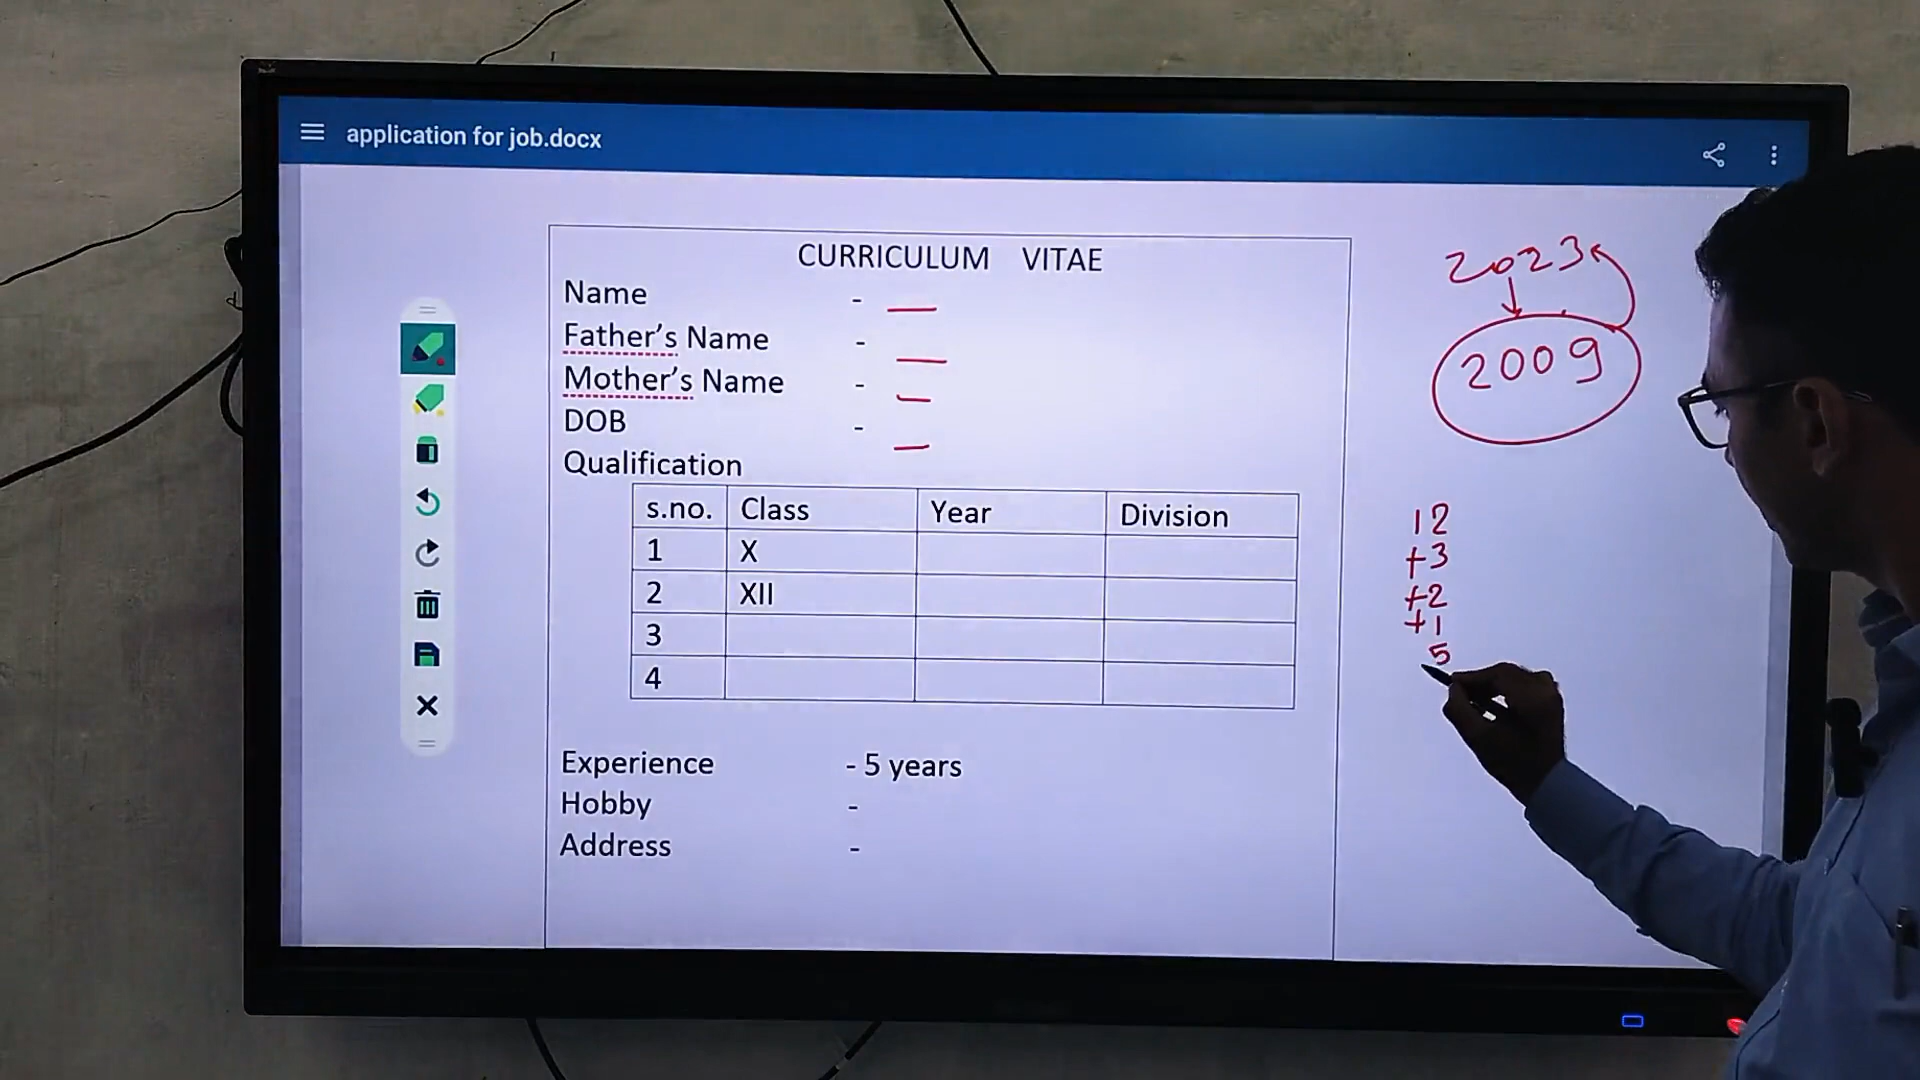 application for job.docx
CURRICULUM VITAE
Name -
Father's Name -
Mother's Name -
DOB -
Qualification
s.no. Class Year Division
1 X
2 XII
3
4
Experience - 5 years
Hobby -
Address -
2023
2009
12
+3
+2
+1
5